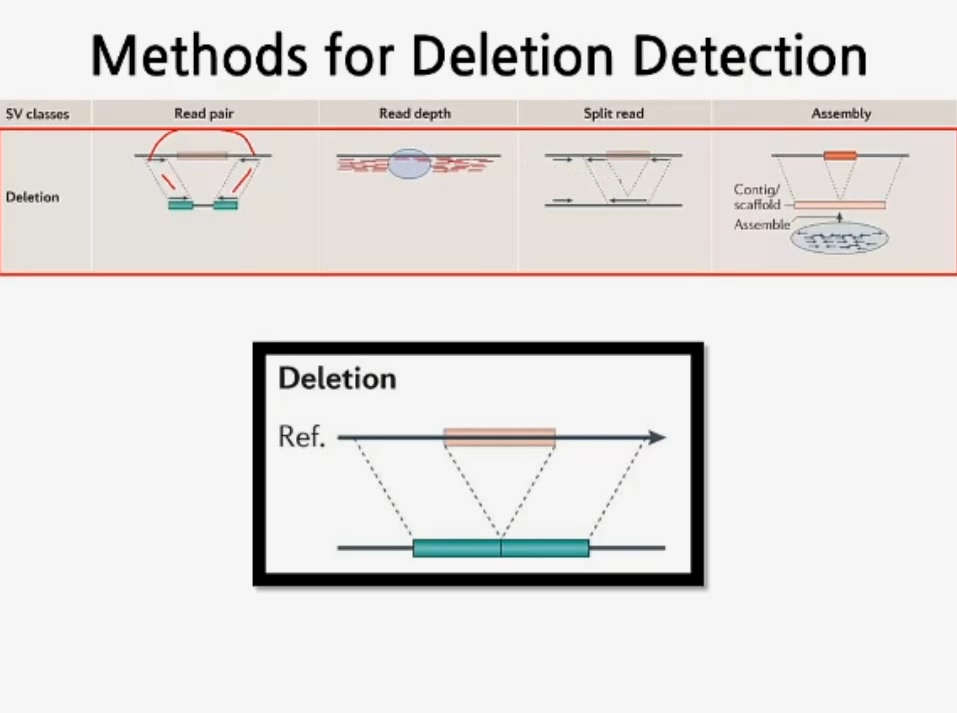 Methods for Deletion Detection
SV classes Read pair Read depth Split read Assembly
Deletion
Contig/
scaffold
Assemble
Deletion
Ref.